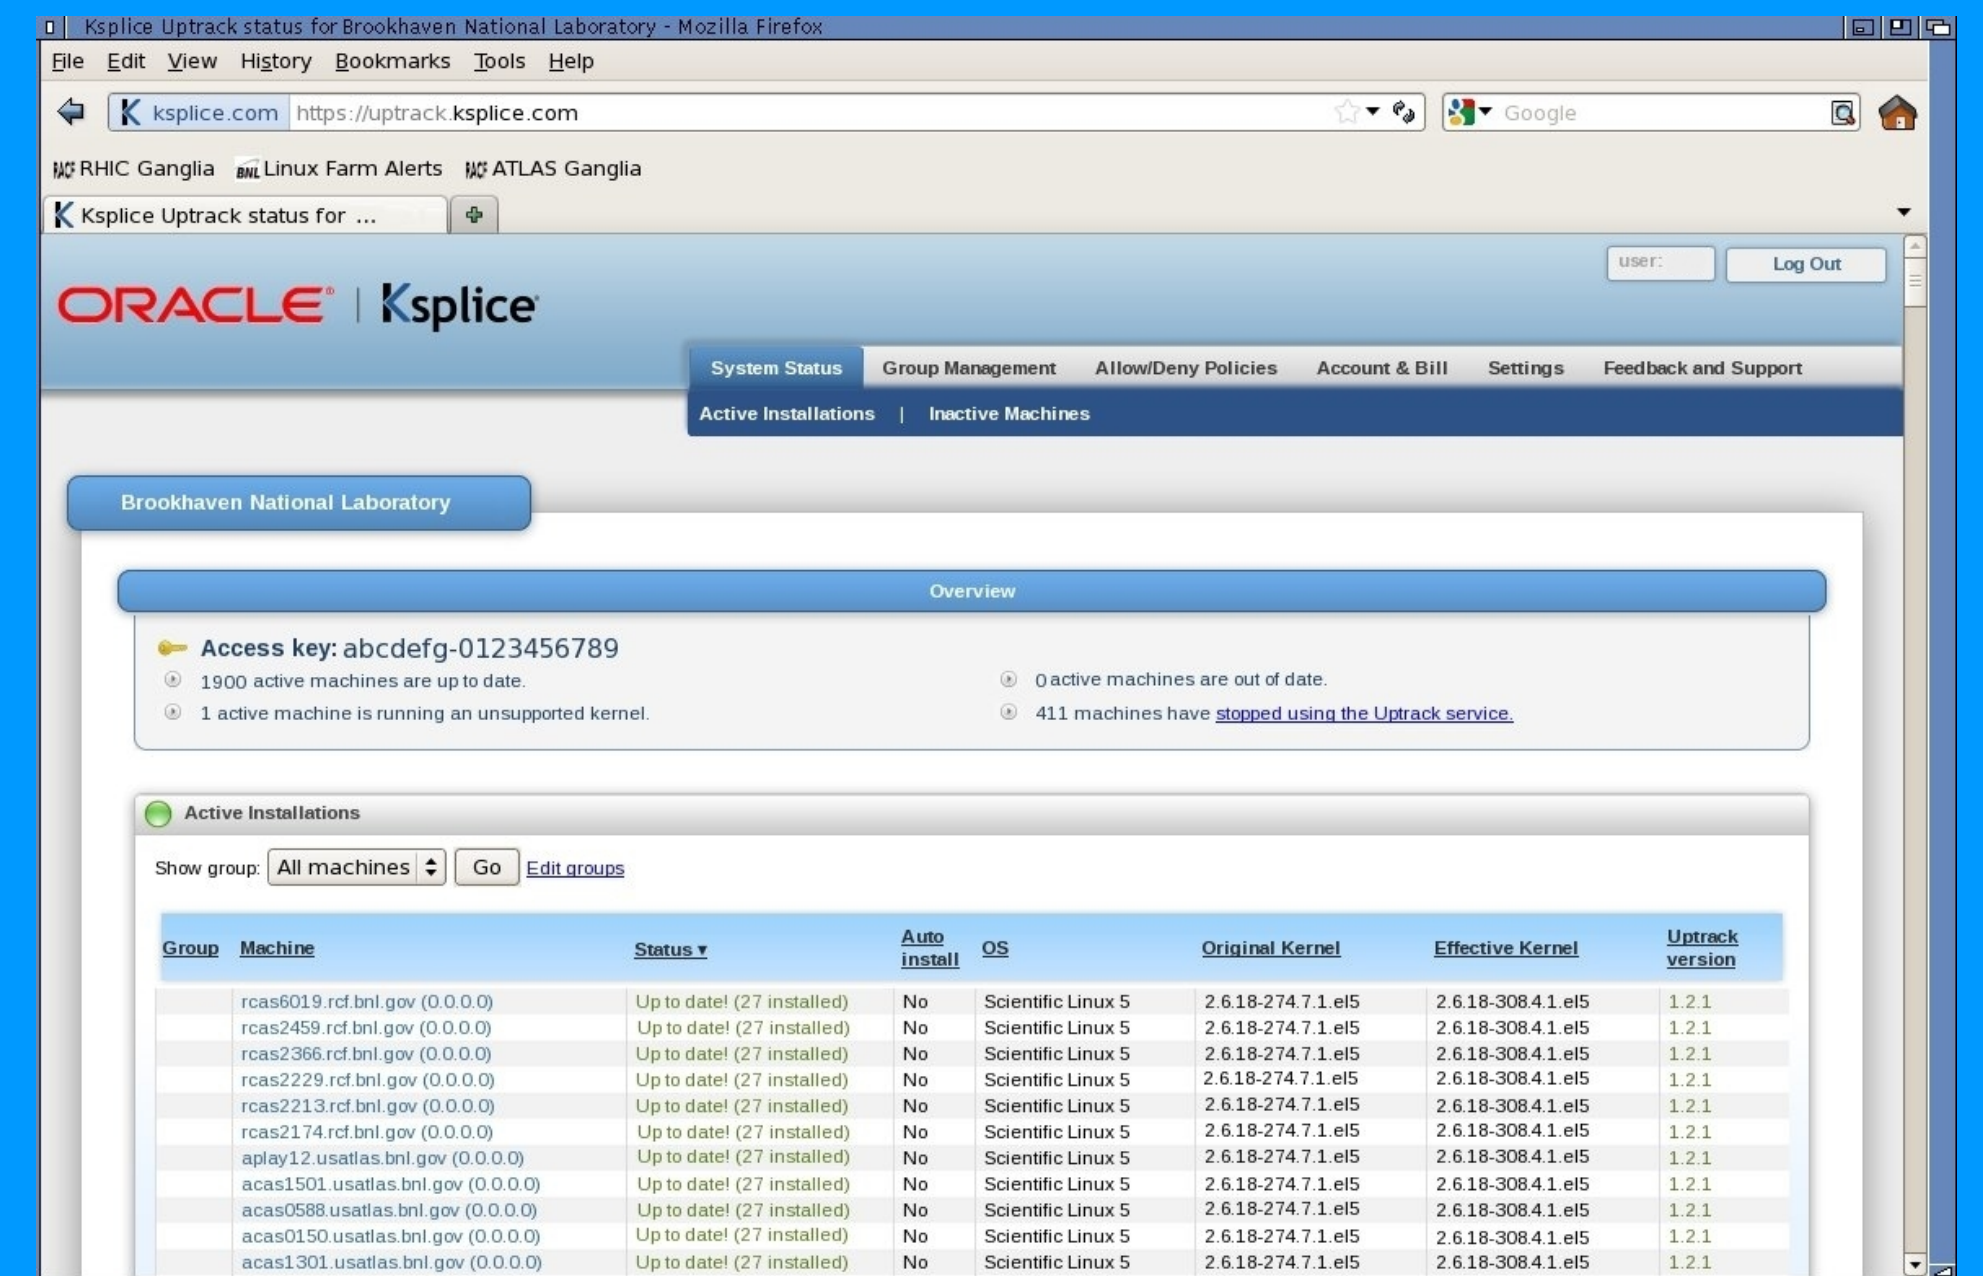 Ksplice Uptrack status for Brookhaven National Laboratory - Mozilla Firefox
File Edit View History Bookmarks Tools Help
K ksplice.com https://uptrack.ksplice.com Google
RACF RHIC Ganglia BNL Linux Farm Alerts RACF ATLAS Ganglia
K Ksplice Uptrack status for ...
user: Log Out
ORACLE® | Ksplice
System Status Group Management Allow/Deny Policies Account & Bill Settings Feedback and Support
Active Installations | Inactive Machines
Brookhaven National Laboratory
Overview
Access key: abcdefg-0123456789
1900 active machines are up to date. 0 active machines are out of date.
1 active machine is running an unsupported kernel. 411 machines have stopped using the Uptrack service.
Active Installations
Show group: All machines Go Edit groups
Group Machine Status ▾ Auto install OS Original Kernel Effective Kernel Uptrack version
rcas6019.rcf.bnl.gov (0.0.0.0) Up to date! (27 installed) No Scientific Linux 5 2.6.18-274.7.1.el5 2.6.18-308.4.1.el5 1.2.1
rcas2459.rcf.bnl.gov (0.0.0.0) Up to date! (27 installed) No Scientific Linux 5 2.6.18-274.7.1.el5 2.6.18-308.4.1.el5 1.2.1
rcas2366.rcf.bnl.gov (0.0.0.0) Up to date! (27 installed) No Scientific Linux 5 2.6.18-274.7.1.el5 2.6.18-308.4.1.el5 1.2.1
rcas2229.rcf.bnl.gov (0.0.0.0) Up to date! (27 installed) No Scientific Linux 5 2.6.18-274.7.1.el5 2.6.18-308.4.1.el5 1.2.1
rcas2213.rcf.bnl.gov (0.0.0.0) Up to date! (27 installed) No Scientific Linux 5 2.6.18-274.7.1.el5 2.6.18-308.4.1.el5 1.2.1
rcas2174.rcf.bnl.gov (0.0.0.0) Up to date! (27 installed) No Scientific Linux 5 2.6.18-274.7.1.el5 2.6.18-308.4.1.el5 1.2.1
aplay12.usatlas.bnl.gov (0.0.0.0) Up to date! (27 installed) No Scientific Linux 5 2.6.18-274.7.1.el5 2.6.18-308.4.1.el5 1.2.1
acas1501.usatlas.bnl.gov (0.0.0.0) Up to date! (27 installed) No Scientific Linux 5 2.6.18-274.7.1.el5 2.6.18-308.4.1.el5 1.2.1
acas0588.usatlas.bnl.gov (0.0.0.0) Up to date! (27 installed) No Scientific Linux 5 2.6.18-274.7.1.el5 2.6.18-308.4.1.el5 1.2.1
acas0150.usatlas.bnl.gov (0.0.0.0) Up to date! (27 installed) No Scientific Linux 5 2.6.18-274.7.1.el5 2.6.18-308.4.1.el5 1.2.1
acas1301.usatlas.bnl.gov (0.0.0.0) Up to date! (27 installed) No Scientific Linux 5 2.6.18-274.7.1.el5 2.6.18-308.4.1.el5 1.2.1